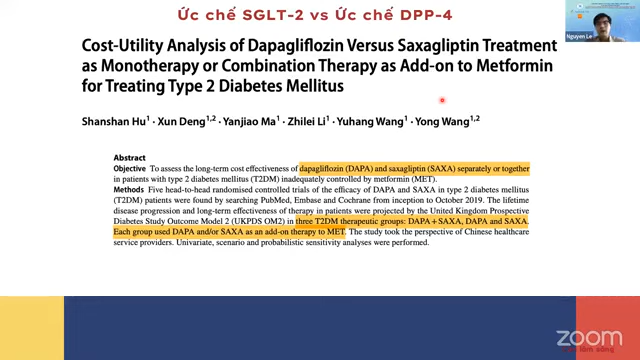 Ức chế SGLT-2 vs Ức chế DPP-4
Nguyen Le
Cost-Utility Analysis of Dapagliflozin Versus Saxagliptin Treatment
as Monotherapy or Combination Therapy as Add-on to Metformin
for Treating Type 2 Diabetes Mellitus
Shanshan Hu¹ · Xun Deng¹,² · Yanjiao Ma¹ · Zhilei Li¹ · Yuhang Wang¹ · Yong Wang¹,²
Abstract
Objective To assess the long-term cost effectiveness of dapagliflozin (DAPA) and saxagliptin (SAXA) separately or together
in patients with type 2 diabetes mellitus (T2DM) inadequately controlled by metformin (MET).
Methods Five head-to-head randomised controlled trials of the efficacy of DAPA and SAXA in type 2 diabetes mellitus
(T2DM) patients were found by searching PubMed, Embase and Cochrane from inception to October 2019. The lifetime
disease progression and long-term effectiveness of therapy in patients were projected by the United Kingdom Prospective
Diabetes Study Outcome Model 2 (UKPDS OM2) in three T2DM therapeutic groups: DAPA + SAXA, DAPA and SAXA.
Each group used DAPA and/or SAXA as an add-on therapy to MET. The study took the perspective of Chinese healthcare
service providers. Univariate, scenario and probabilistic sensitivity analyses were performed.
zoom